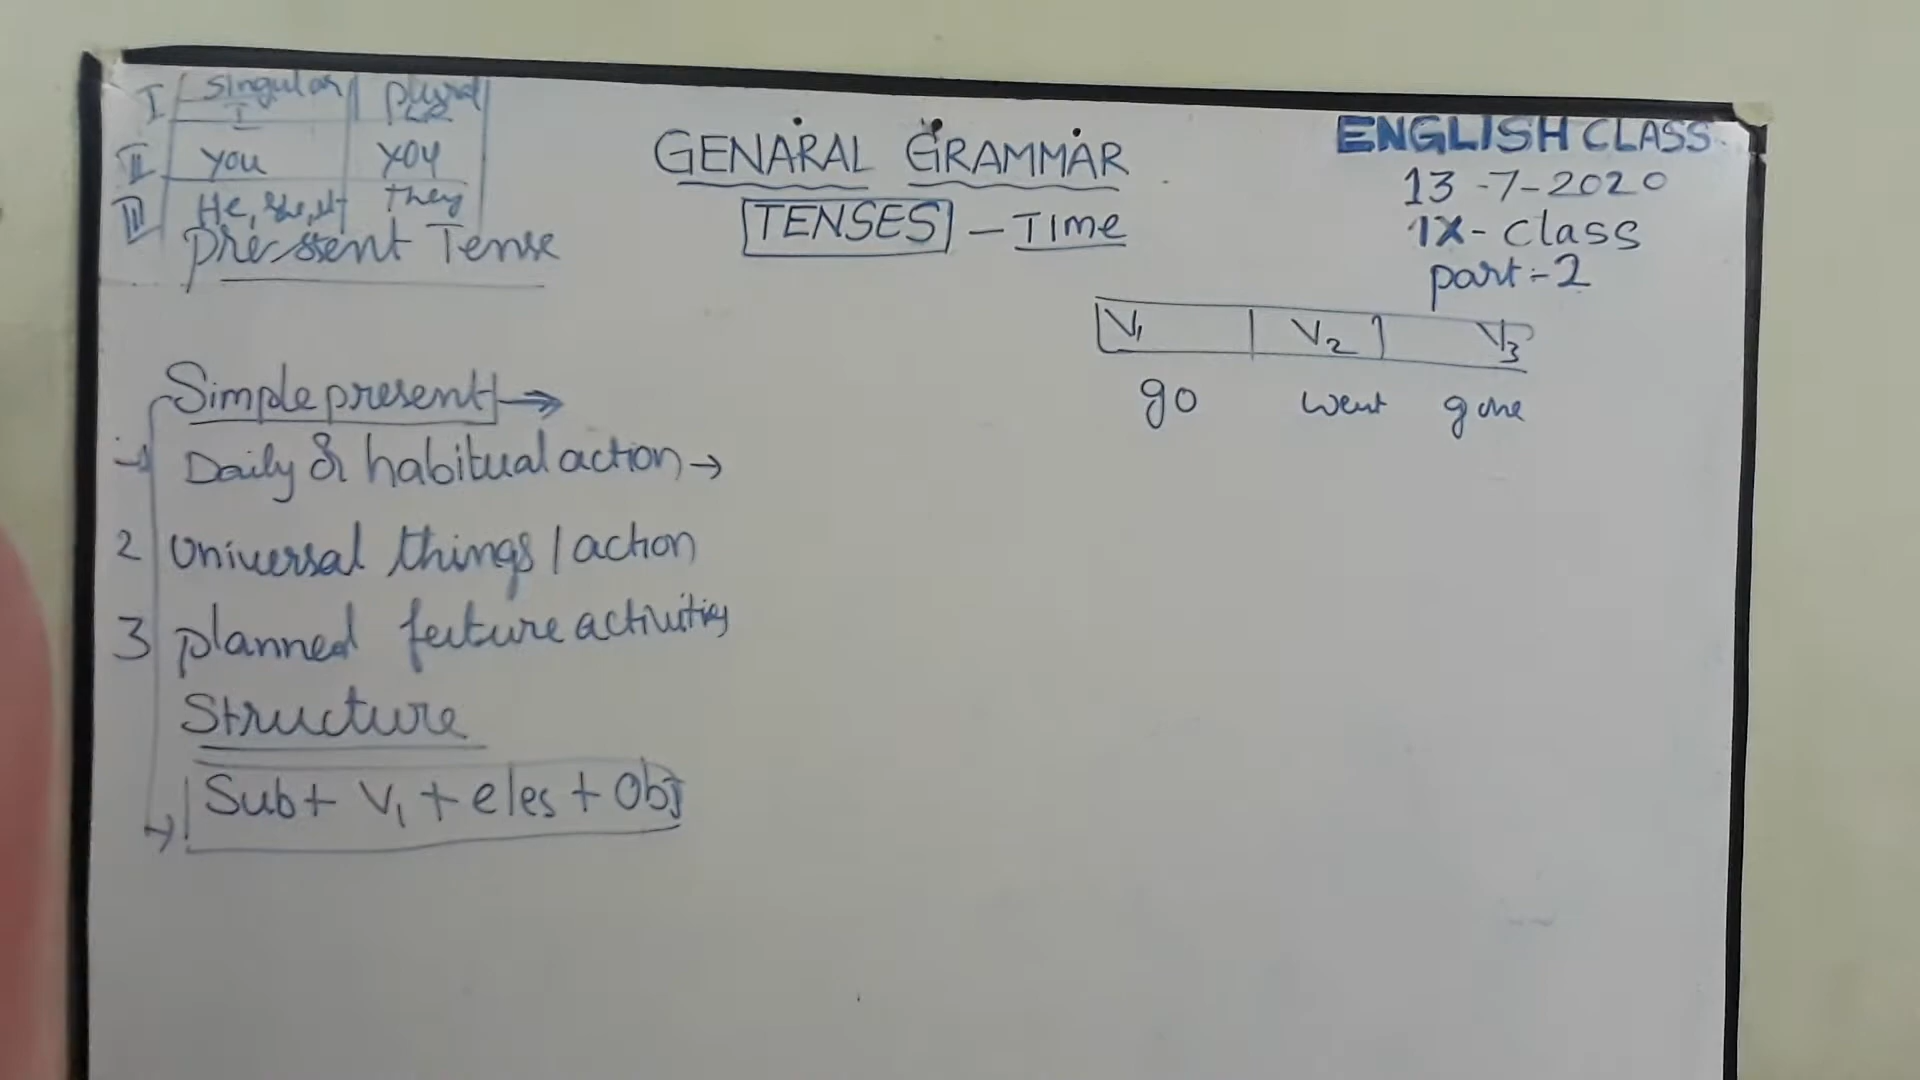 I singular plural
I
II you you
III He, she, it they
GENARAL GRAMMAR
TENSES - Time
ENGLISH CLASS
13-7-2020
IX- class
part:-2
Present Tense
V1 V2 V3
go went gone
Simple present →
→ Daily & habitual action →
2 Universal things / action
3 planned feuture activities
Structure
→ Sub + V1 + e/es + Obj